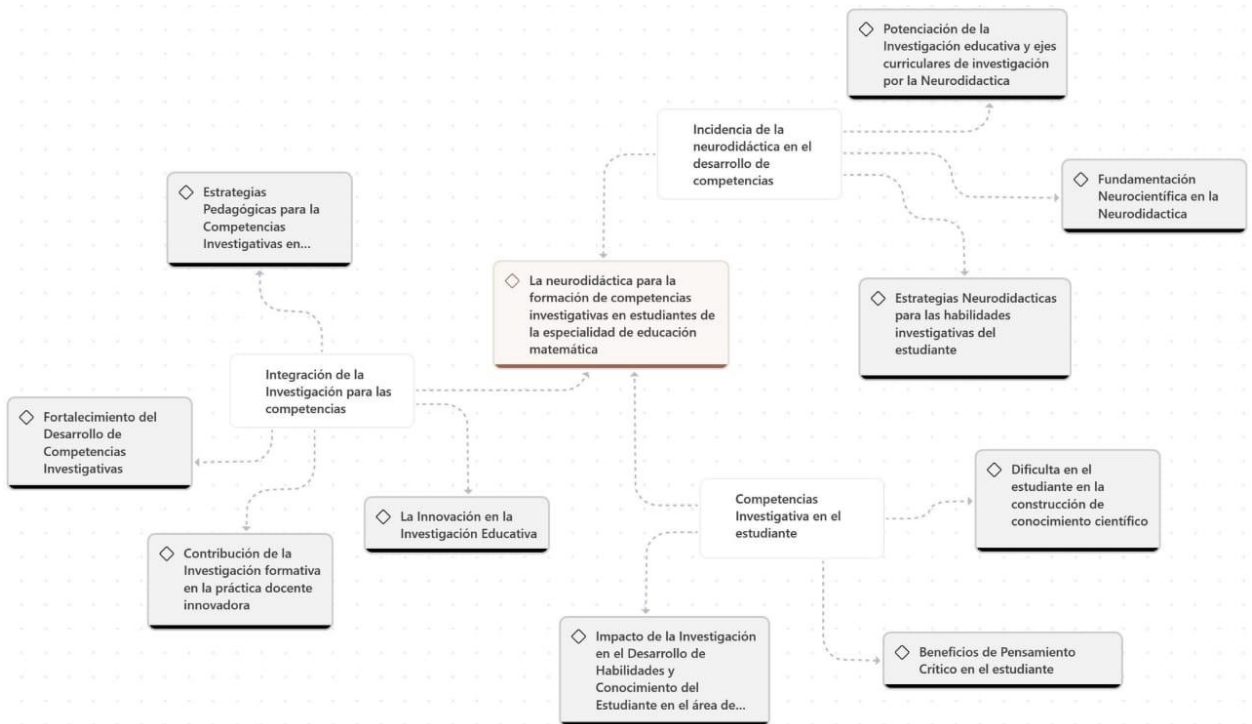 Potenciación de la
Investigación educativa y ejes
curriculares de investigación
por la Neurodidactica
Incidencia de la
neurodidáctica en el
desarrollo de
competencias
Fundamentación
Neurocientífica en la
Neurodidactica
Estrategias
Pedagógicas para la
Competencias
Investigativas en...
La neurodidáctica para la
formación de competencias
investigativas en estudiantes de
la especialidad de educación
matemática
Estrategias Neurodidacticas
para las habilidades
investigativas del
estudiante
Integración de la
Investigación para las
competencias
Fortalecimiento del
Desarrollo de
Competencias
Investigativas
La Innovación en la
Investigación Educativa
Contribución de la
Investigación formativa
en la práctica docente
innovadora
Competencias
Investigativa en el
estudiante
Dificulta en el
estudiante en la
construcción de
conocimiento científico
Impacto de la Investigación
en el Desarrollo de
Habilidades y
Conocimiento del
Estudiante en el área de...
Beneficios de Pensamiento
Crítico en el estudiante